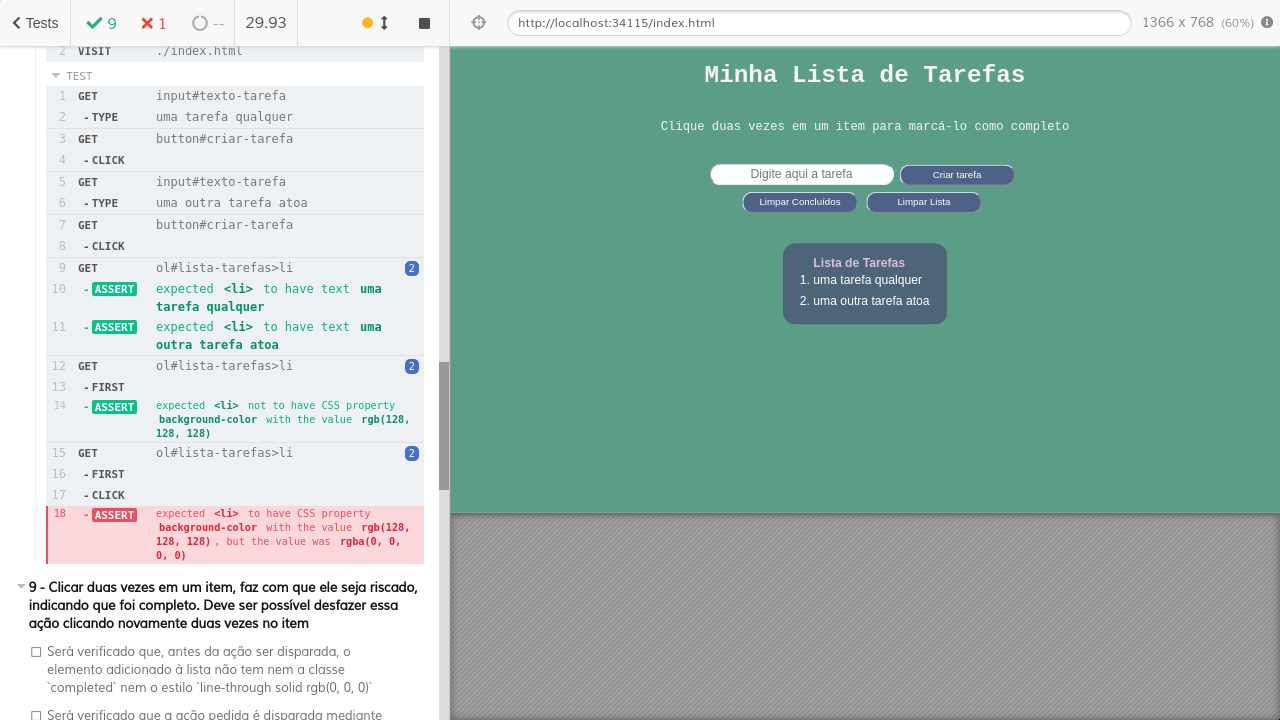 Tests
9
1
--
29.93
http://localhost:34115/index.html
1366 x 768 (60%)
2 VISIT ./index.html
TEST
1 GET input#texto-tarefa
2 - TYPE uma tarefa qualquer
3 GET button#criar-tarefa
4 - CLICK
5 GET input#texto-tarefa
6 - TYPE uma outra tarefa atoa
7 GET button#criar-tarefa
8 - CLICK
9 GET ol#lista-tarefas>li 2
10 - ASSERT expected <li> to have text uma
tarefa qualquer
11 - ASSERT expected <li> to have text uma
outra tarefa atoa
12 GET ol#lista-tarefas>li 2
13 - FIRST
14 - ASSERT expected <li> not to have CSS property
background-color with the value rgb(128,
128, 128)
15 GET ol#lista-tarefas>li 2
16 - FIRST
17 - CLICK
18 - ASSERT expected <li> to have CSS property
background-color with the value rgb(128,
128, 128) , but the value was rgba(0, 0,
0, 0)
9 - Clicar duas vezes em um item, faz com que ele seja riscado,
indicando que foi completo. Deve ser possível desfazer essa
ação clicando novamente duas vezes no item
Será verificado que, antes da ação ser disparada, o
elemento adicionado à lista não tem nem a classe
`completed` nem o estilo `line-through solid rgb(0, 0, 0)`
Será verificado que a ação pedida é disparada mediante
Minha Lista de Tarefas
Clique duas vezes em um item para marcá-lo como completo
Digite aqui a tarefa
Criar tarefa
Limpar Concluídos
Limpar Lista
Lista de Tarefas
1. uma tarefa qualquer
2. uma outra tarefa atoa